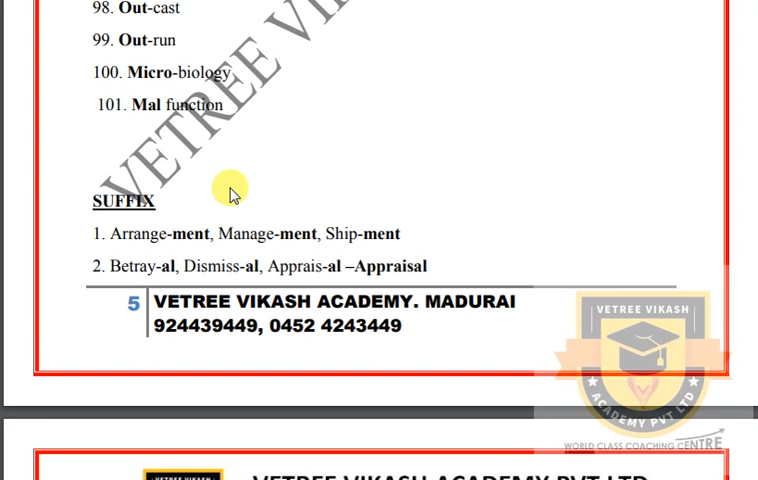 98. Out-cast
99. Out-run
100. Micro-biology
101. Mal function
VETREE VI
SUFFIX
1. Arrange-ment, Manage-ment, Ship-ment
2. Betray-al, Dismiss-al, Apprais-al –Appraisal
5 VETREE VIKASH ACADEMY. MADURAI
924439449, 0452 4243449
VETREE VIKASH
ACADEMY PVT LTD
WORLD CLASS COACHING CENTRE
VETREE VIKASH
VETREE VIKASH ACADEMY PVT LTD